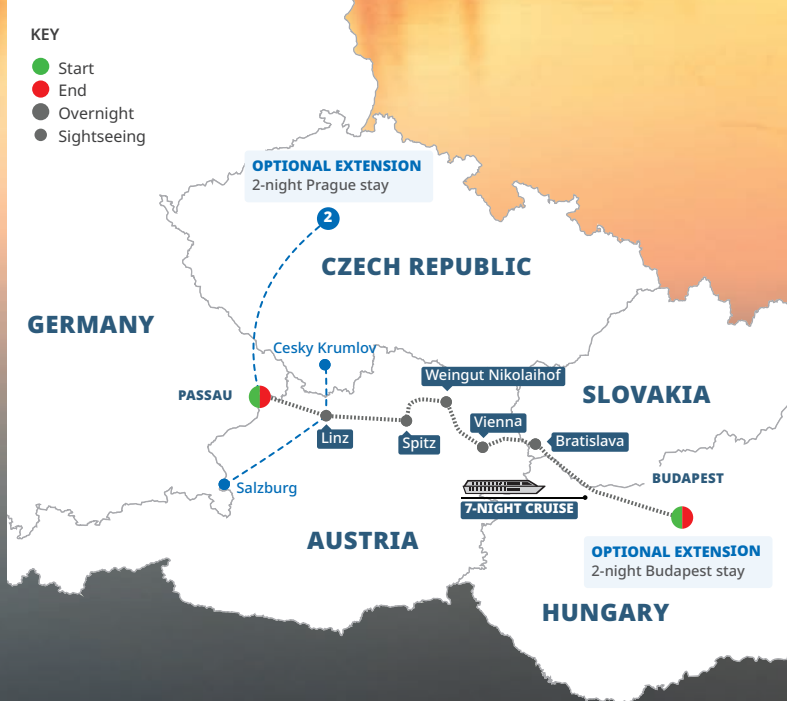 KEY
Start
End
Overnight
Sightseeing
OPTIONAL EXTENSION
2-night Prague stay
2
CZECH REPUBLIC
GERMANY
Cesky Krumlov
Weingut Nikolaihof
SLOVAKIA
PASSAU
Vienna
Linz
Spitz
Bratislava
BUDAPEST
Salzburg
7-NIGHT CRUISE
AUSTRIA
OPTIONAL EXTENSION
2-night Budapest stay
HUNGARY